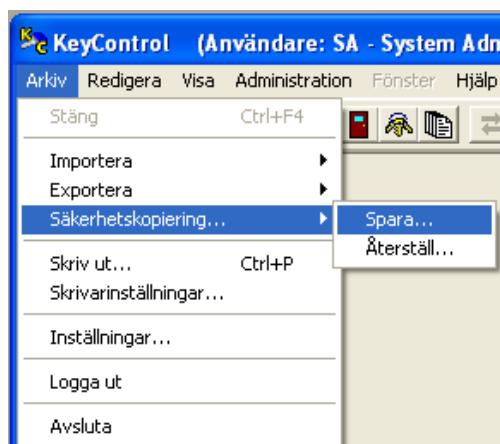 KeyControl (Användare: SA - System Adm
Arkiv Redigera Visa Administration Fönster Hjälp
Stäng Ctrl+F4
Importera
Exportera
Säkerhetskopiering... Spara...
Återställ...
Skriv ut... Ctrl+P
Skrivarinställningar...
Inställningar...
Logga ut
Avsluta